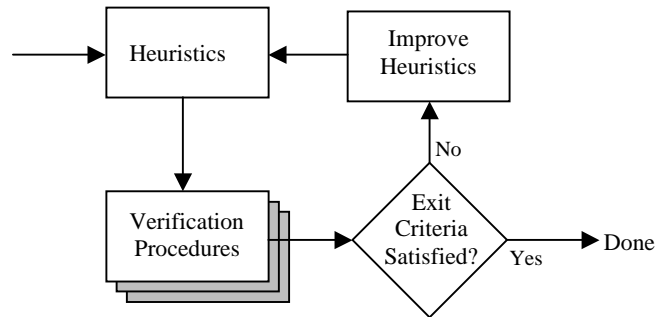 Heuristics
Improve
Heuristics
No
Verification
Procedures
Exit
Criteria
Satisfied?
Yes
Done